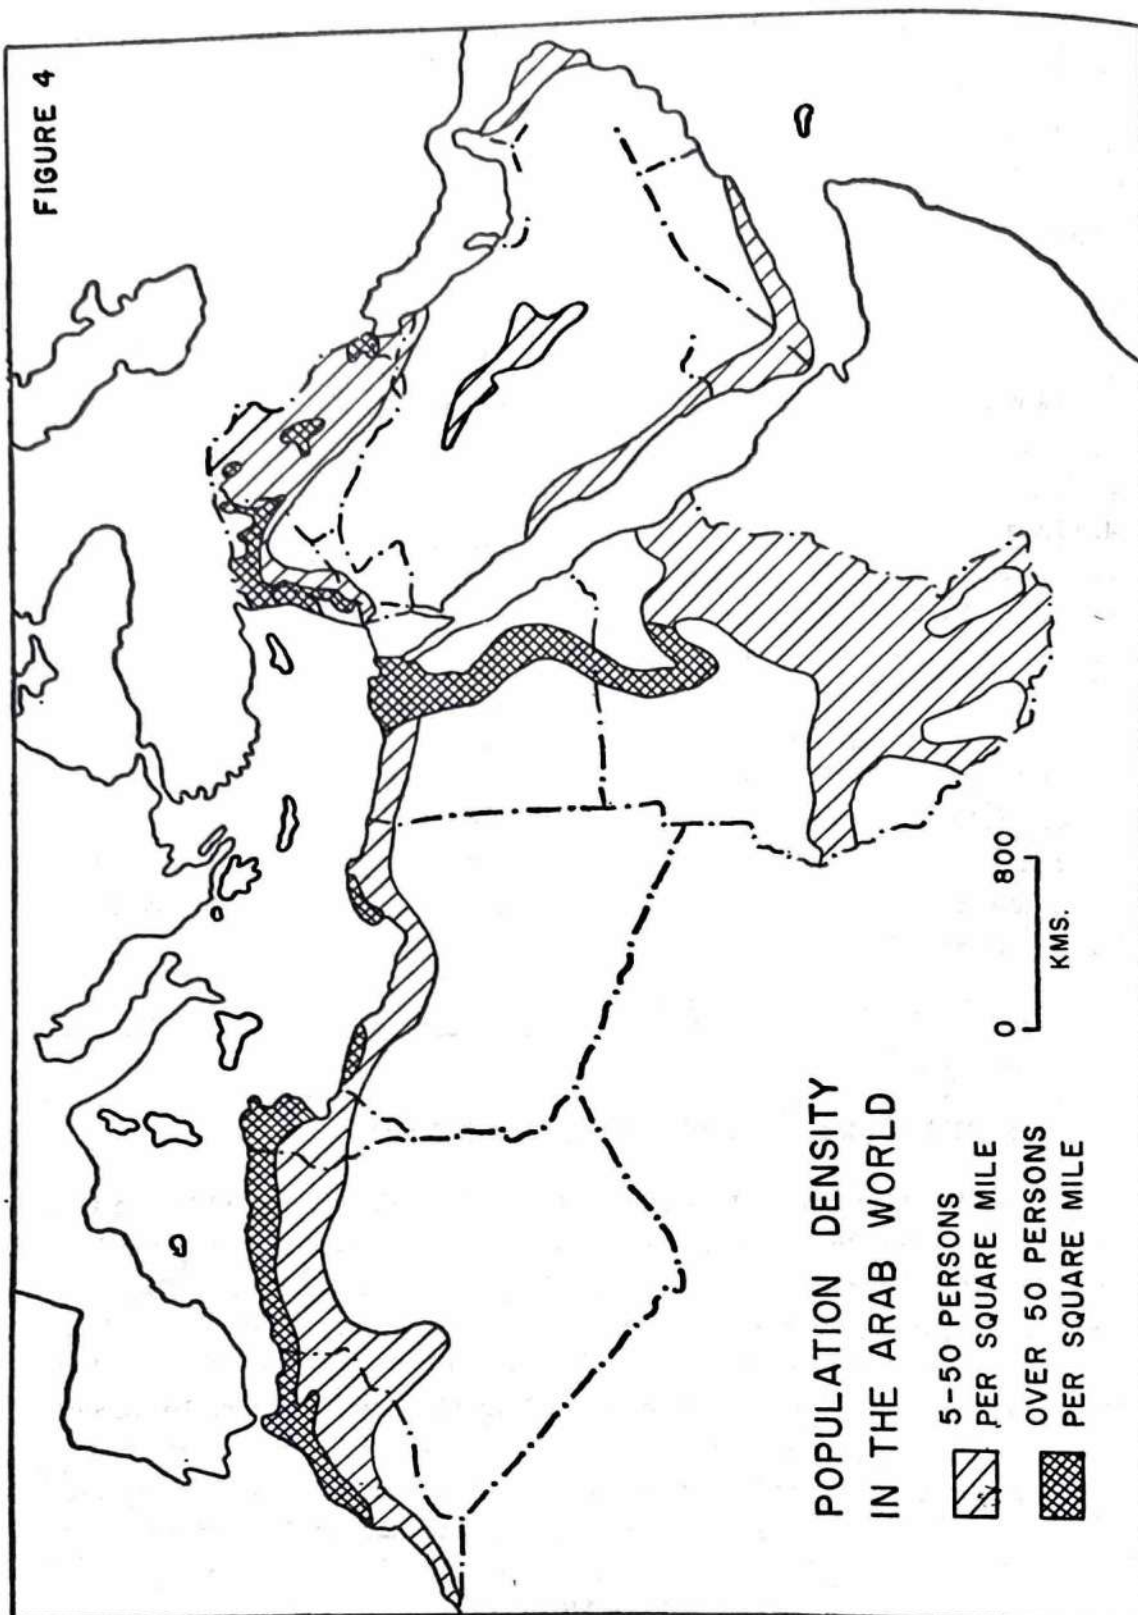 FIGURE 4
POPULATION DENSITY
IN THE ARAB WORLD
5-50 PERSONS
PER SQUARE MILE
OVER 50 PERSONS
PER SQUARE MILE
0 800
KMS.